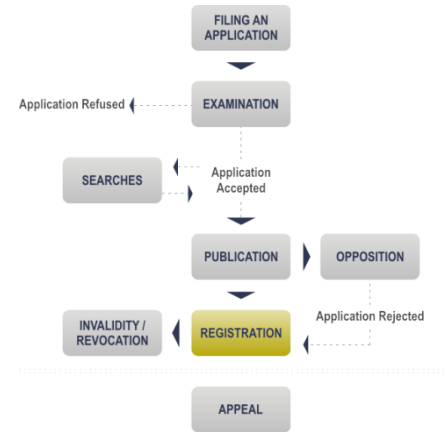 FILING AN
APPLICATION
Application Refused
EXAMINATION
SEARCHES
Application
Accepted
PUBLICATION
OPPOSITION
Application Rejected
INVALIDITY /
REVOCATION
REGISTRATION
APPEAL